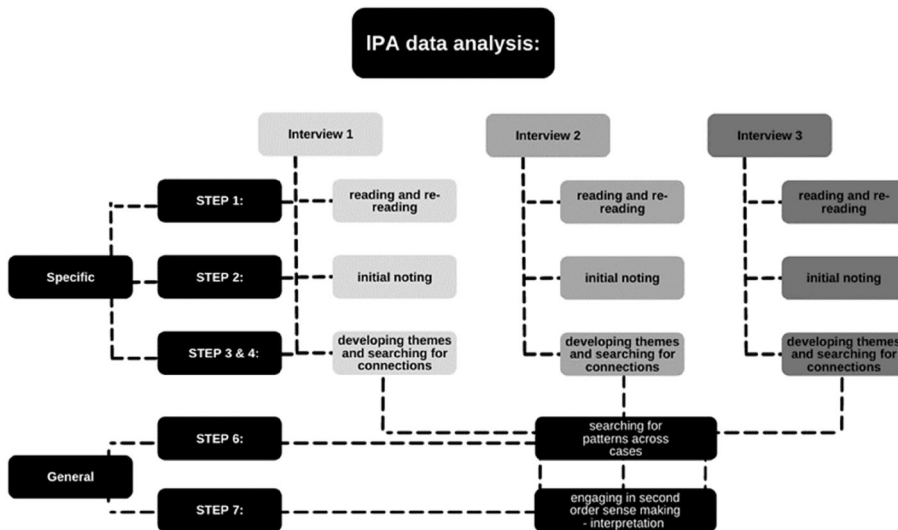 IPA data analysis:
Interview 1
Interview 2
Interview 3
STEP 1:
reading and re-
reading
reading and re-
reading
reading and re-
reading
Specific
STEP 2:
initial noting
initial noting
initial noting
STEP 3 & 4:
developing themes
and searching for
connections
developing themes
and searching for
connections
developing themes
and searching for
connections
General
STEP 6:
searching for
patterns across
cases
STEP 7:
engaging in second
order sense making
- interpretation